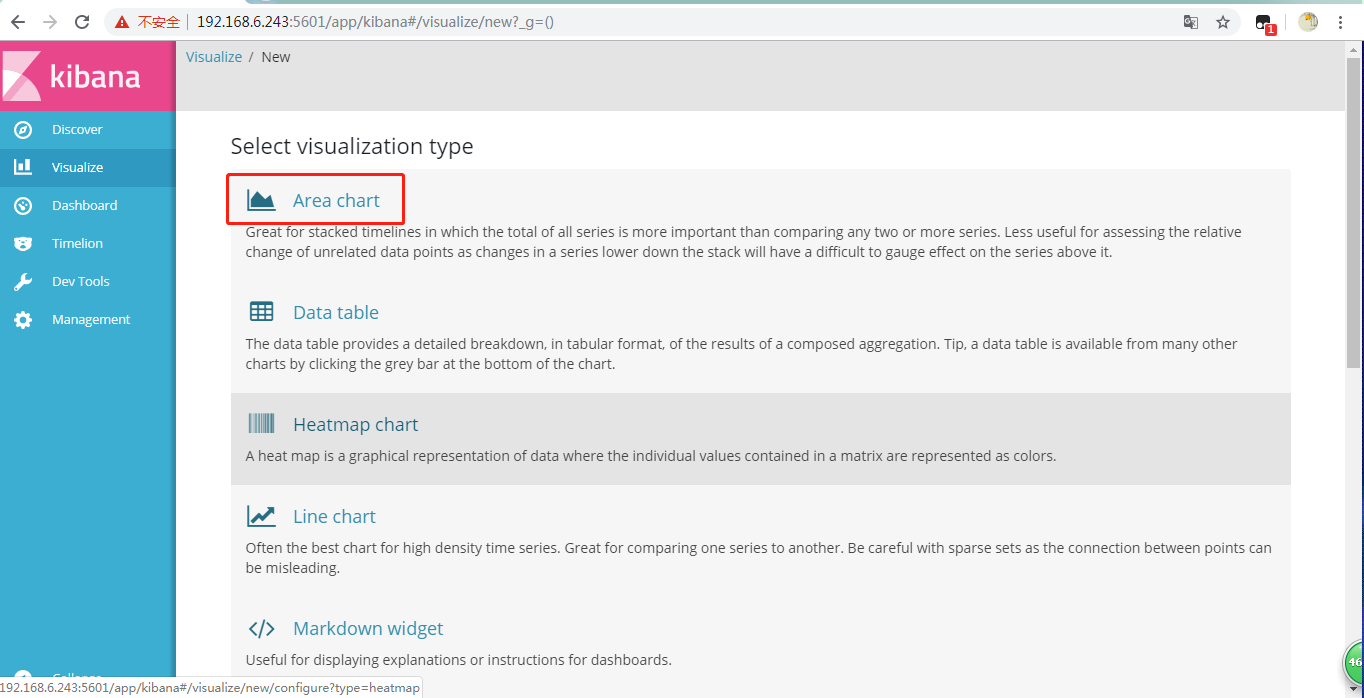 不安全 192.168.6.243:5601/app/kibana#/visualize/new?_g=()
1
kibana
Visualize / New
Discover
Visualize
Dashboard
Timelion
Dev Tools
Management
Select visualization type
Area chart
Great for stacked timelines in which the total of all series is more important than comparing any two or more series. Less useful for assessing the relative
change of unrelated data points as changes in a series lower down the stack will have a difficult to gauge effect on the series above it.
Data table
The data table provides a detailed breakdown, in tabular format, of the results of a composed aggregation. Tip, a data table is available from many other
charts by clicking the grey bar at the bottom of the chart.
Heatmap chart
A heat map is a graphical representation of data where the individual values contained in a matrix are represented as colors.
Line chart
Often the best chart for high density time series. Great for comparing one series to another. Be careful with sparse sets as the connection between points can
be misleading.
Markdown widget
Useful for displaying explanations or instructions for dashboards.
Collapse
46
192.168.6.243:5601/app/kibana#/visualize/new/configure?type=heatmap